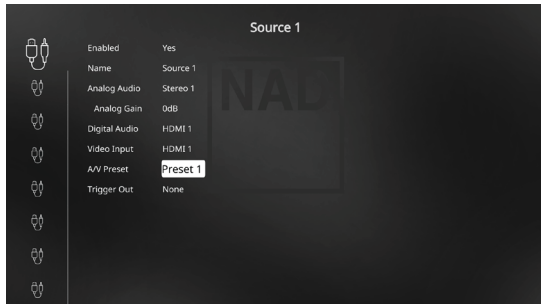 Source 1
Enabled Yes
Name Source 1
Analog Audio Stereo 1
Analog Gain 0dB
Digital Audio HDMI 1
Video Input HDMI 1
A/V Preset Preset 1
Trigger Out None
NAD